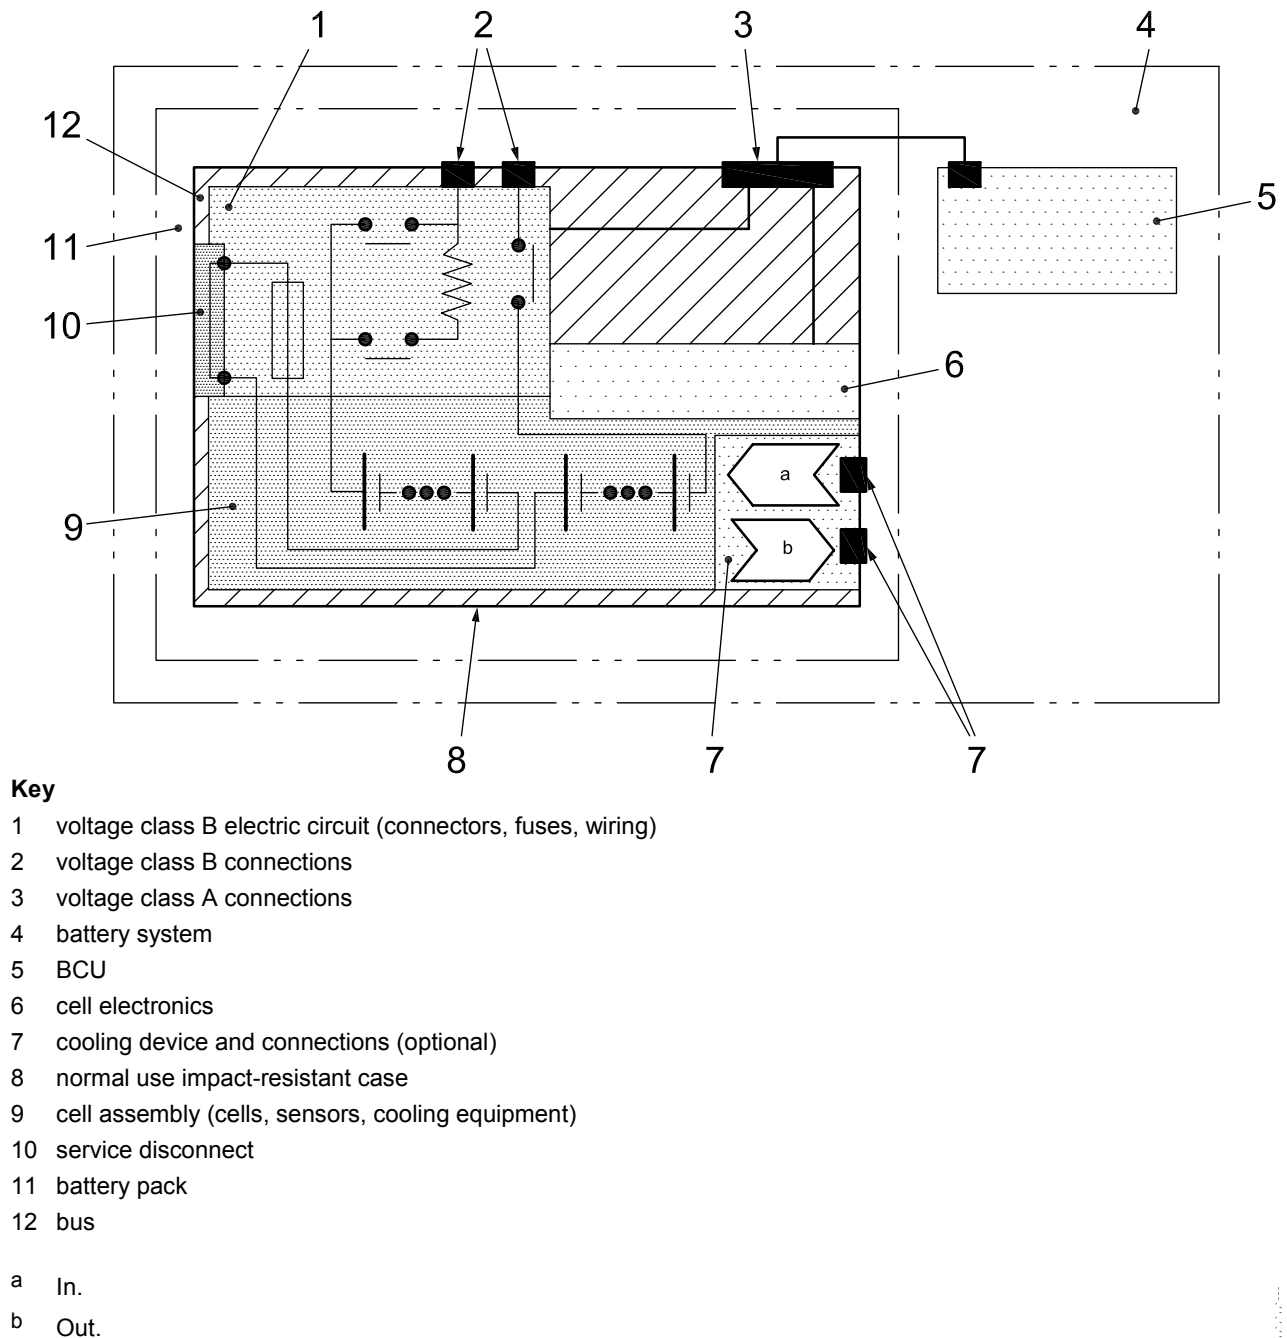 1 2 3 4
12
5
11
10
6
a
9
b
8 7 7
Key
1 voltage class B electric circuit (connectors, fuses, wiring)
2 voltage class B connections
3 voltage class A connections
4 battery system
5 BCU
6 cell electronics
7 cooling device and connections (optional)
8 normal use impact-resistant case
9 cell assembly (cells, sensors, cooling equipment)
10 service disconnect
11 battery pack
12 bus
a In.
b Out.